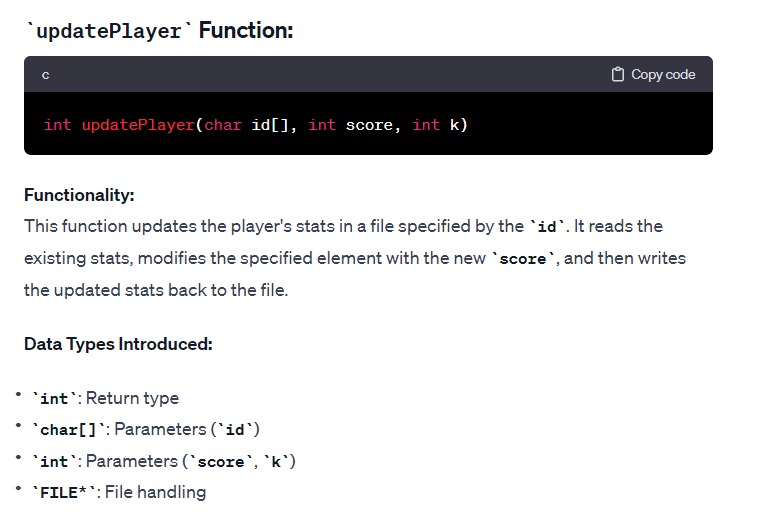 `updatePlayer` Function:
c Copy code
int updatePlayer(char id[], int score, int k)
Functionality:
This function updates the player's stats in a file specified by the `id`. It reads the
existing stats, modifies the specified element with the new `score`, and then writes
the updated stats back to the file.
Data Types Introduced:
• `int`: Return type
• `char[]`: Parameters (`id`)
• `int`: Parameters (`score`, `k`)
• `FILE*`: File handling